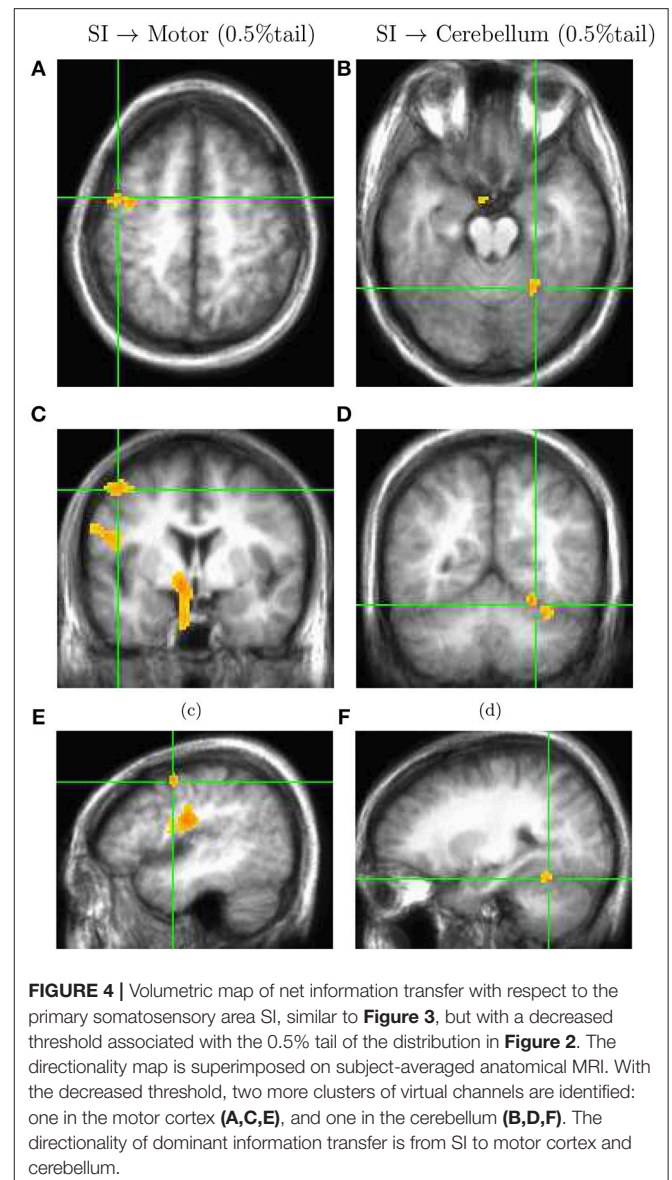 SI → Motor (0.5%tail)
SI → Cerebellum (0.5%tail)
A
B
C
D
(c)
(d)
E
F
FIGURE 4 | Volumetric map of net information transfer with respect to the
primary somatosensory area SI, similar to Figure 3, but with a decreased
threshold associated with the 0.5% tail of the distribution in Figure 2. The
directionality map is superimposed on subject-averaged anatomical MRI. With
the decreased threshold, two more clusters of virtual channels are identified:
one in the motor cortex (A,C,E), and one in the cerebellum (B,D,F). The
directionality of dominant information transfer is from SI to motor cortex and
cerebellum.